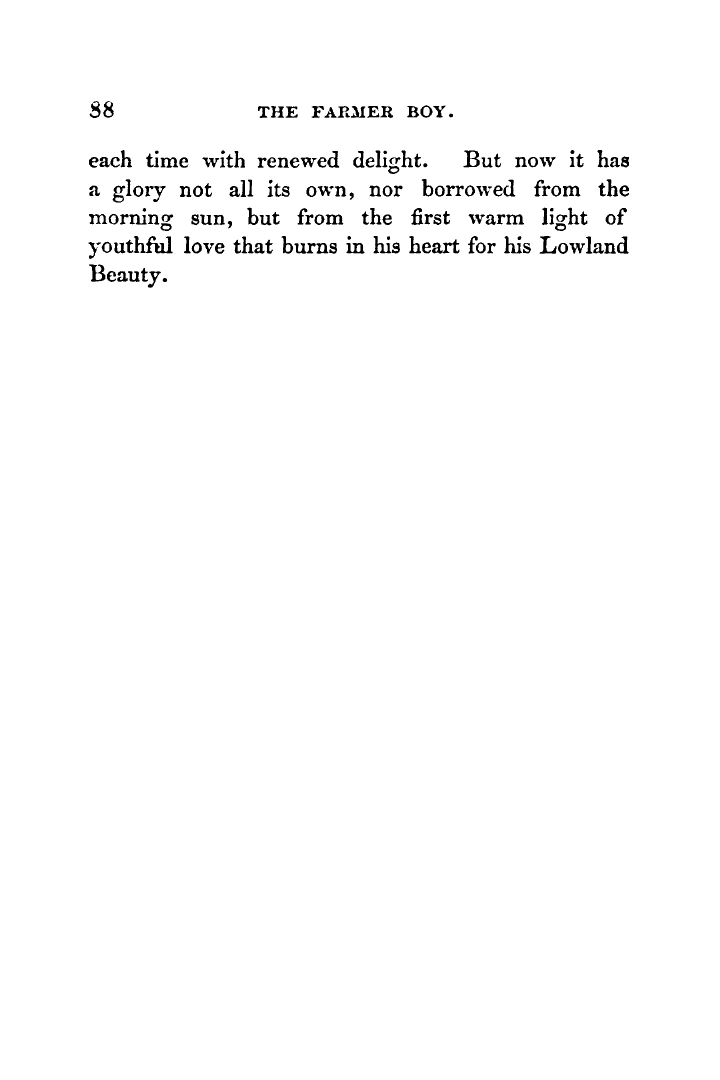 88 THE FARMER BOY.
each time with renewed delight. But now it has
a glory not all its own, nor borrowed from the
morning sun, but from the first warm light of
youthful love that burns in his heart for his Lowland
Beauty.